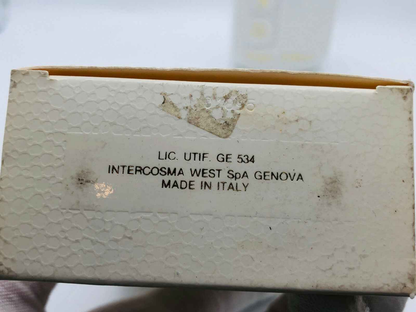 LIC. UTIF. GE 534
INTERCOSMA WEST SpA GENOVA
MADE IN ITALY